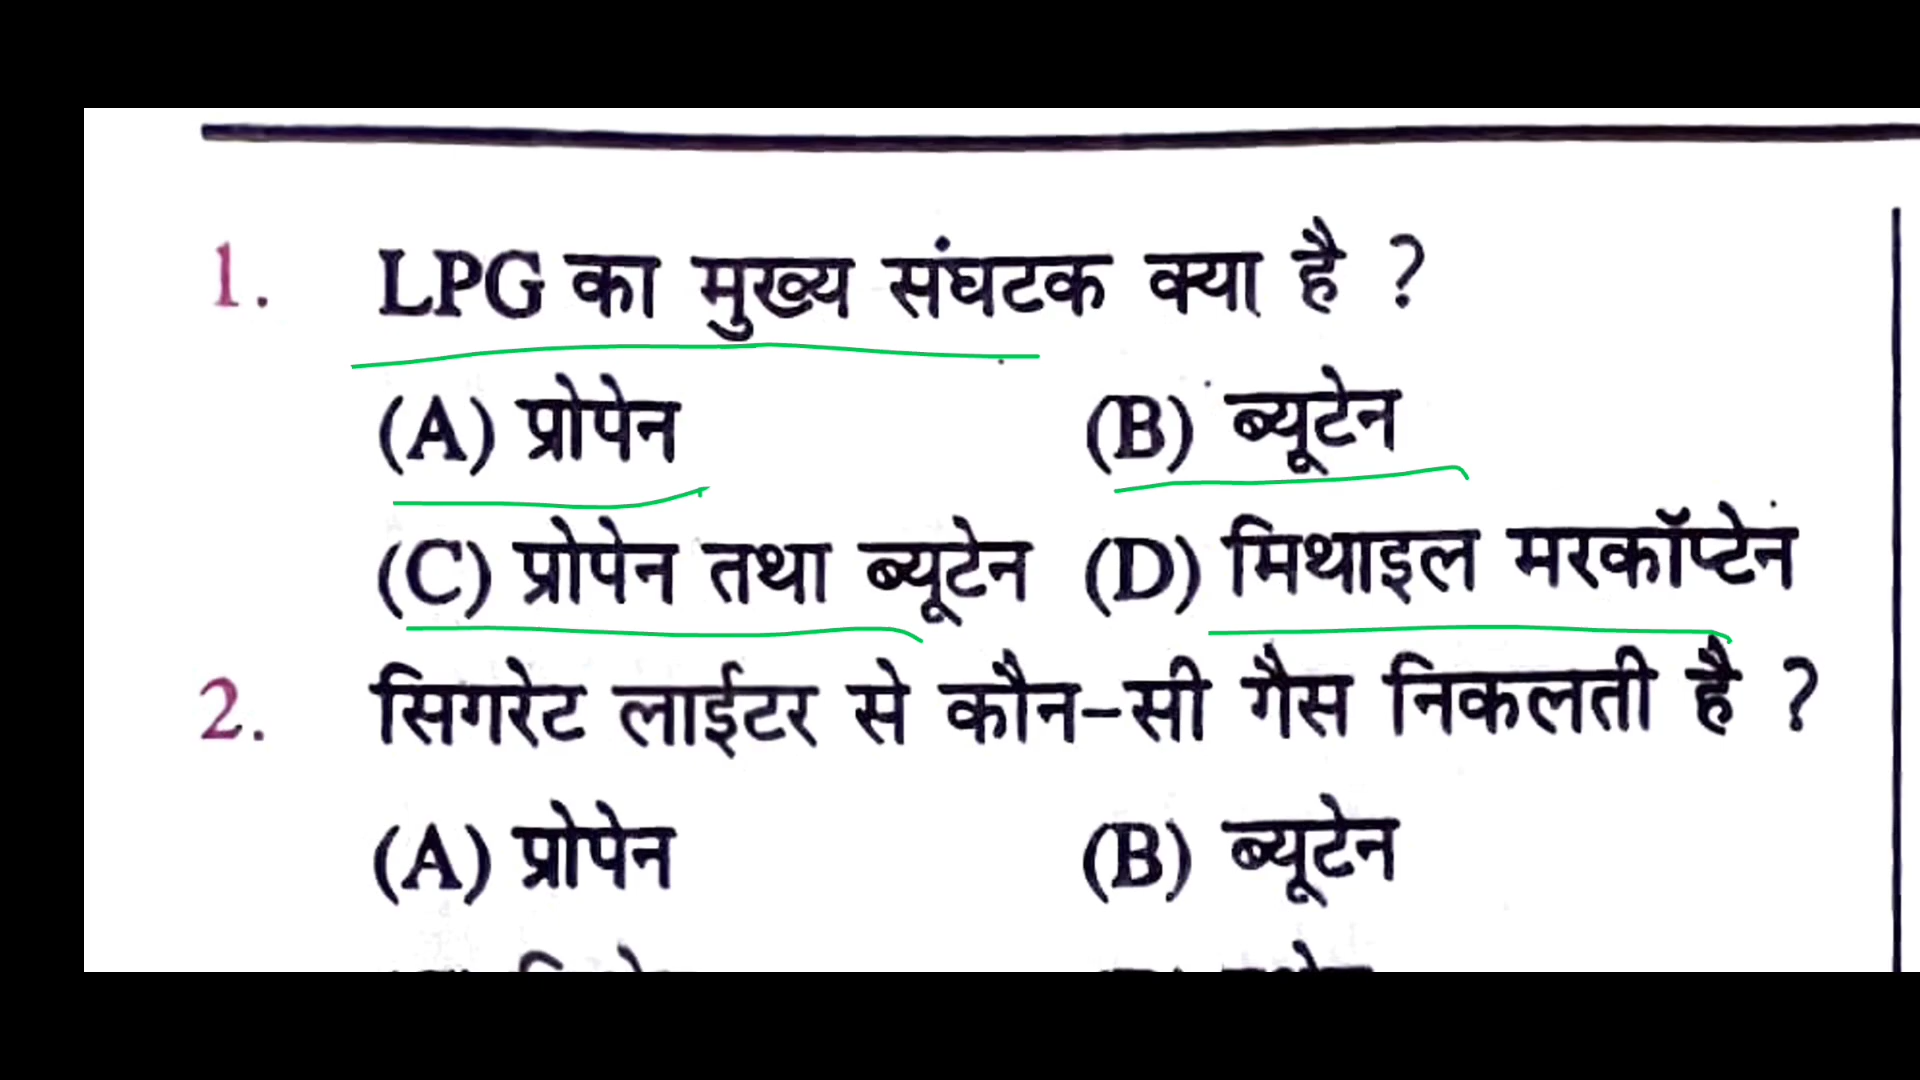 1. LPG का मुख्य संघटक क्या है ?
(A) प्रोपेन (B) ब्यूटेन
(C) प्रोपेन तथा ब्यूटेन (D) मिथाइल मरकॉप्टेन
2. सिगरेट लाईटर से कौन-सी गैस निकलती है ?
(A) प्रोपेन (B) ब्यूटेन